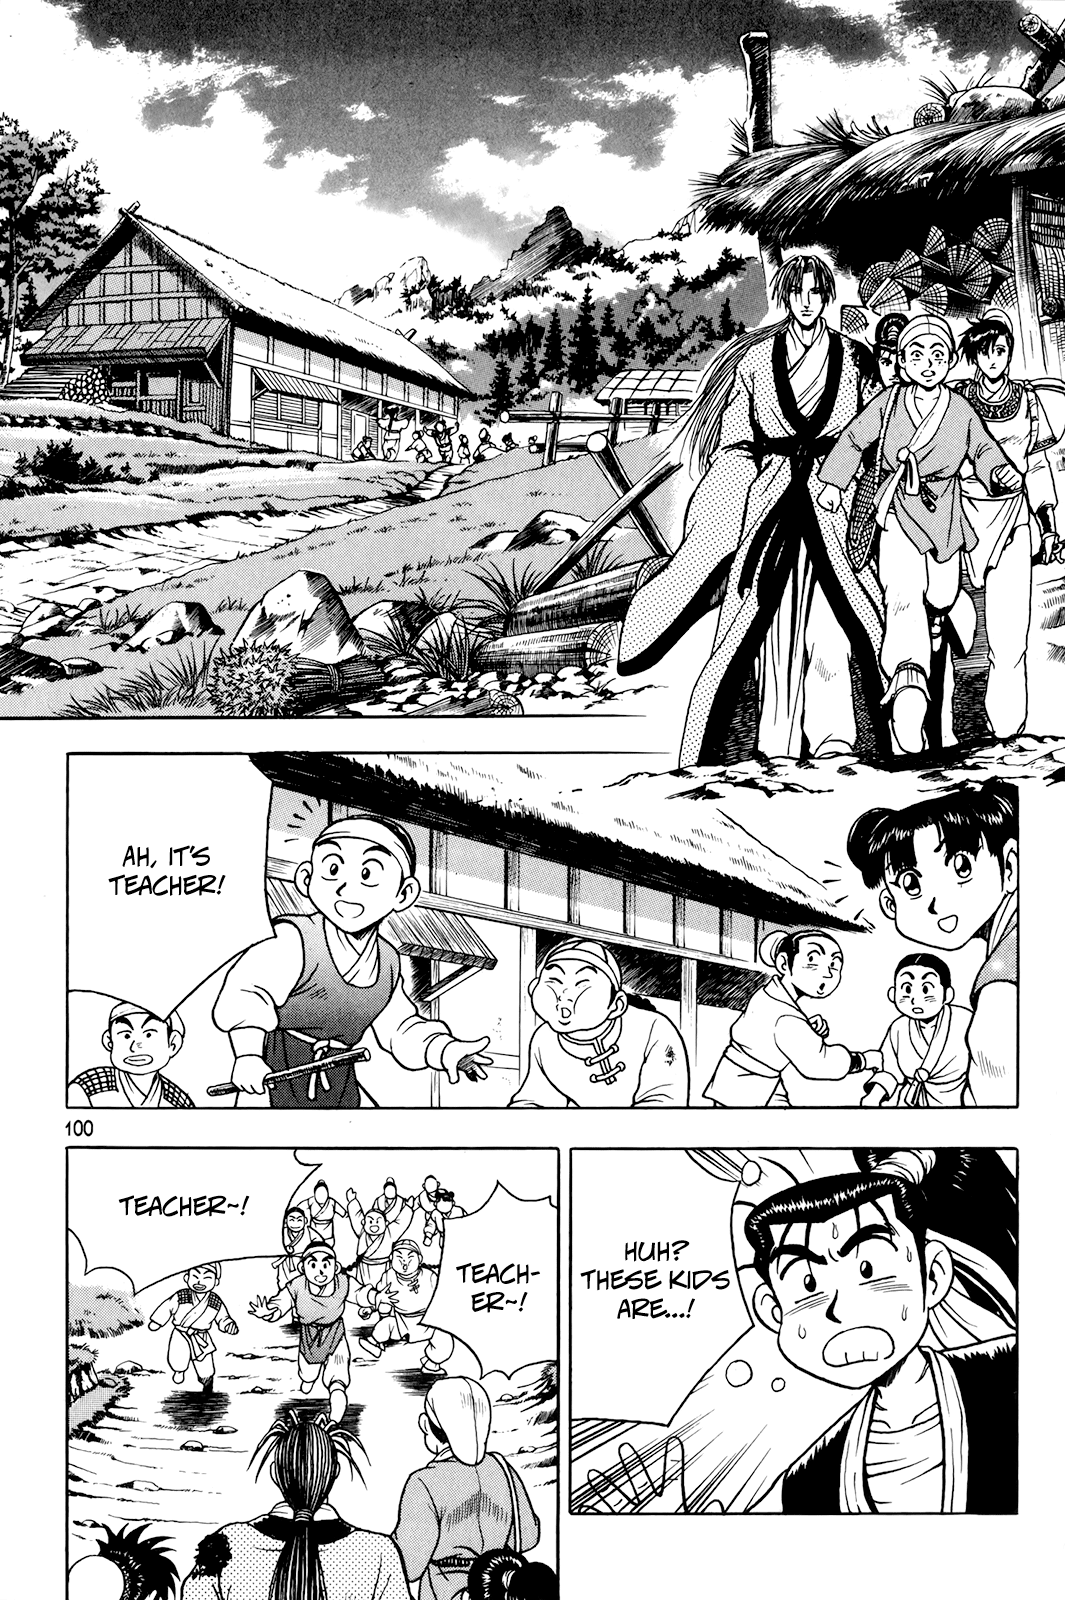 AH, IT'S
TEACHER!
100
TEACHER~!
TEACH-
ER~!
HUH?
THESE KIDS
ARE...!